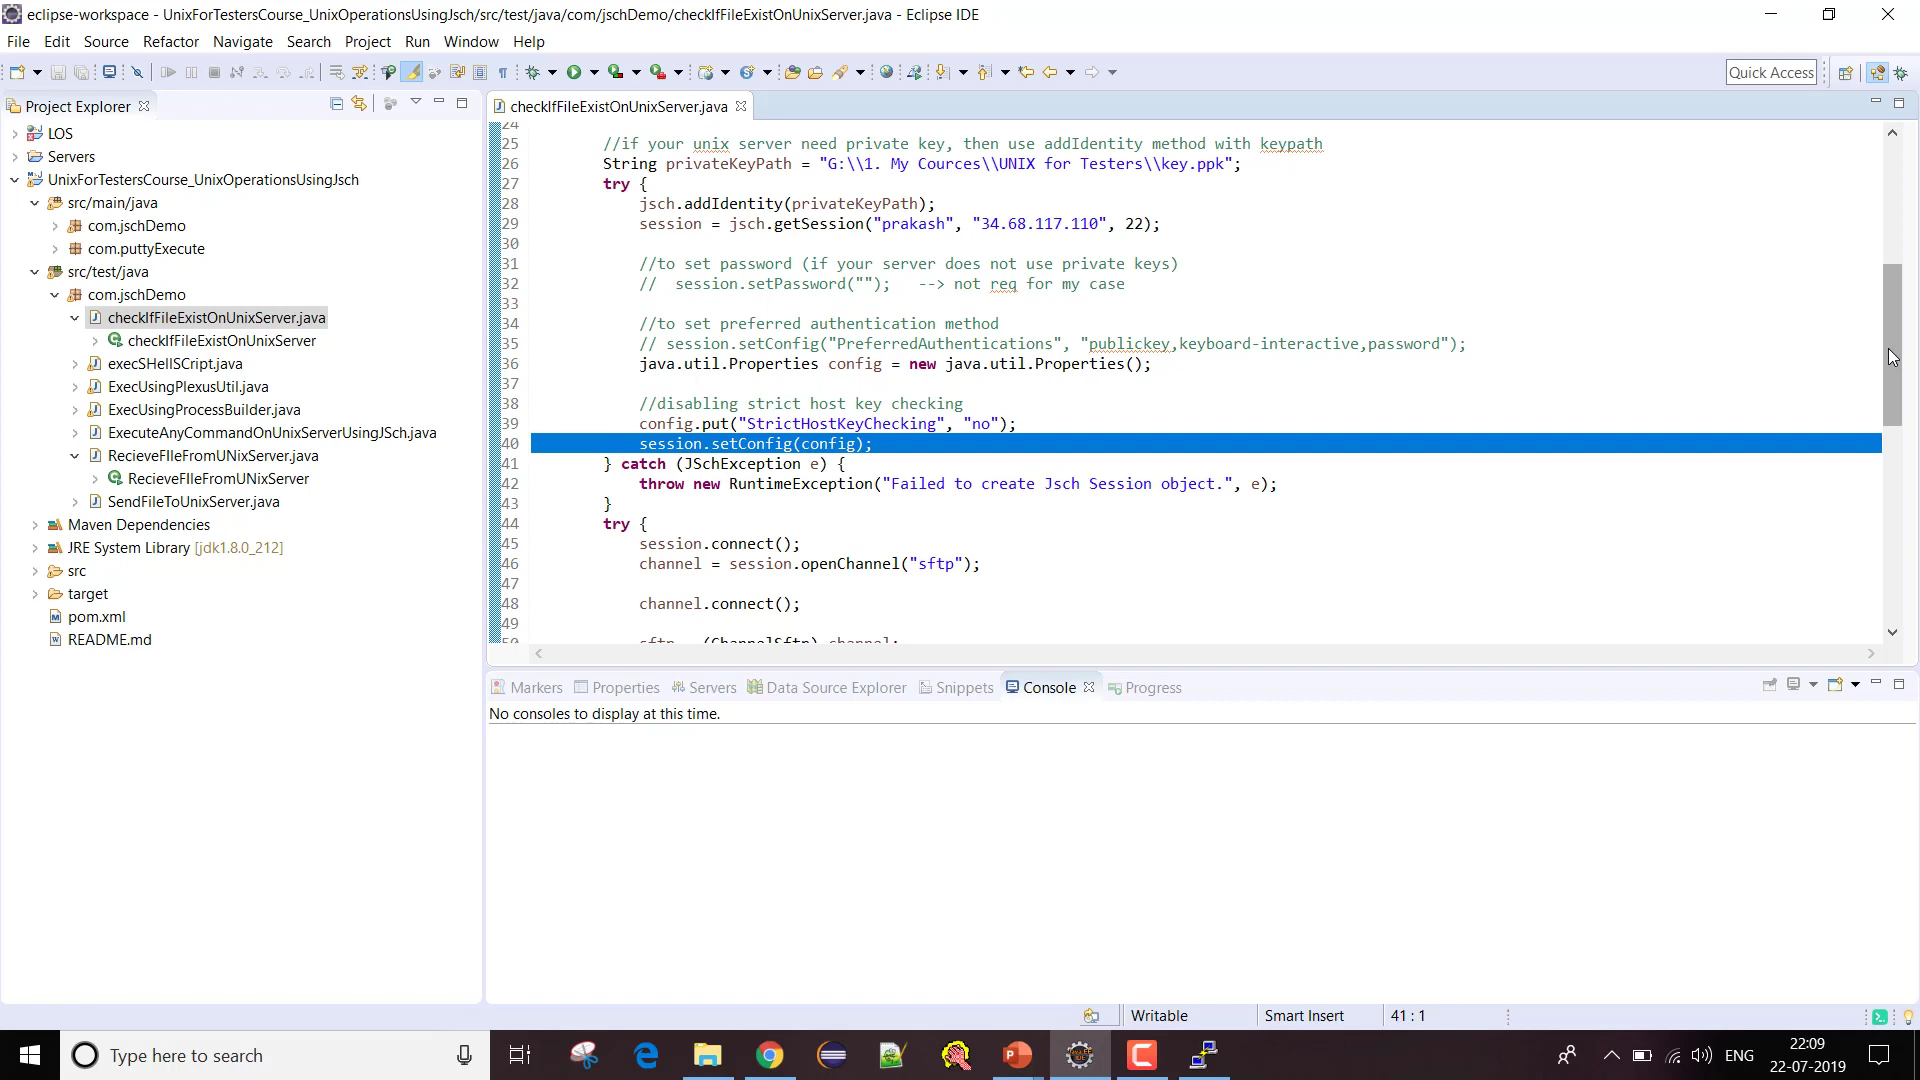 eclipse-workspace - UnixForTestersCourse_UnixOperationsUsingJsch/src/test/java/com/jschDemo/checkIfFileExistOnUnixServer.java - Eclipse IDE
File Edit Source Refactor Navigate Search Project Run Window Help
Quick Access
Project Explorer
LOS
Servers
UnixForTestersCourse_UnixOperationsUsingJsch
src/main/java
com.jschDemo
com.puttyExecute
src/test/java
com.jschDemo
checkIfFileExistOnUnixServer.java
checkIfFileExistOnUnixServer
execSHellSCript.java
ExecUsingPlexusUtil.java
ExecUsingProcessBuilder.java
ExecuteAnyCommandOnUnixServerUsingJSch.java
RecieveFIleFromUNixServer.java
RecieveFIleFromUNixServer
SendFileToUnixServer.java
Maven Dependencies
JRE System Library [jdk1.8.0_212]
src
target
pom.xml
README.md
checkIfFileExistOnUnixServer.java
24
25 //if your unix server need private key, then use addIdentity method with keypath
26 String privateKeyPath = "G:\\1. My Cources\\UNIX for Testers\\key.ppk";
27 try {
28 jsch.addIdentity(privateKeyPath);
29 session = jsch.getSession("prakash", "34.68.117.110", 22);
30
31 //to set password (if your server does not use private keys)
32 // session.setPassword(""); --> not req for my case
33
34 //to set preferred authentication method
35 // session.setConfig("PreferredAuthentications", "publickey,keyboard-interactive,password");
36 java.util.Properties config = new java.util.Properties();
37
38 //disabling strict host key checking
39 config.put("StrictHostKeyChecking", "no");
40 session.setConfig(config);
41 } catch (JSchException e) {
42 throw new RuntimeException("Failed to create Jsch Session object.", e);
43 }
44 try {
45 session.connect();
46 channel = session.openChannel("sftp");
47
48 channel.connect();
49
50 sftp = (ChannelSftp) channel;
Markers Properties Servers Data Source Explorer Snippets Console Progress
No consoles to display at this time.
Writable Smart Insert 41 : 1
Type here to search
ENG
22:09
22-07-2019